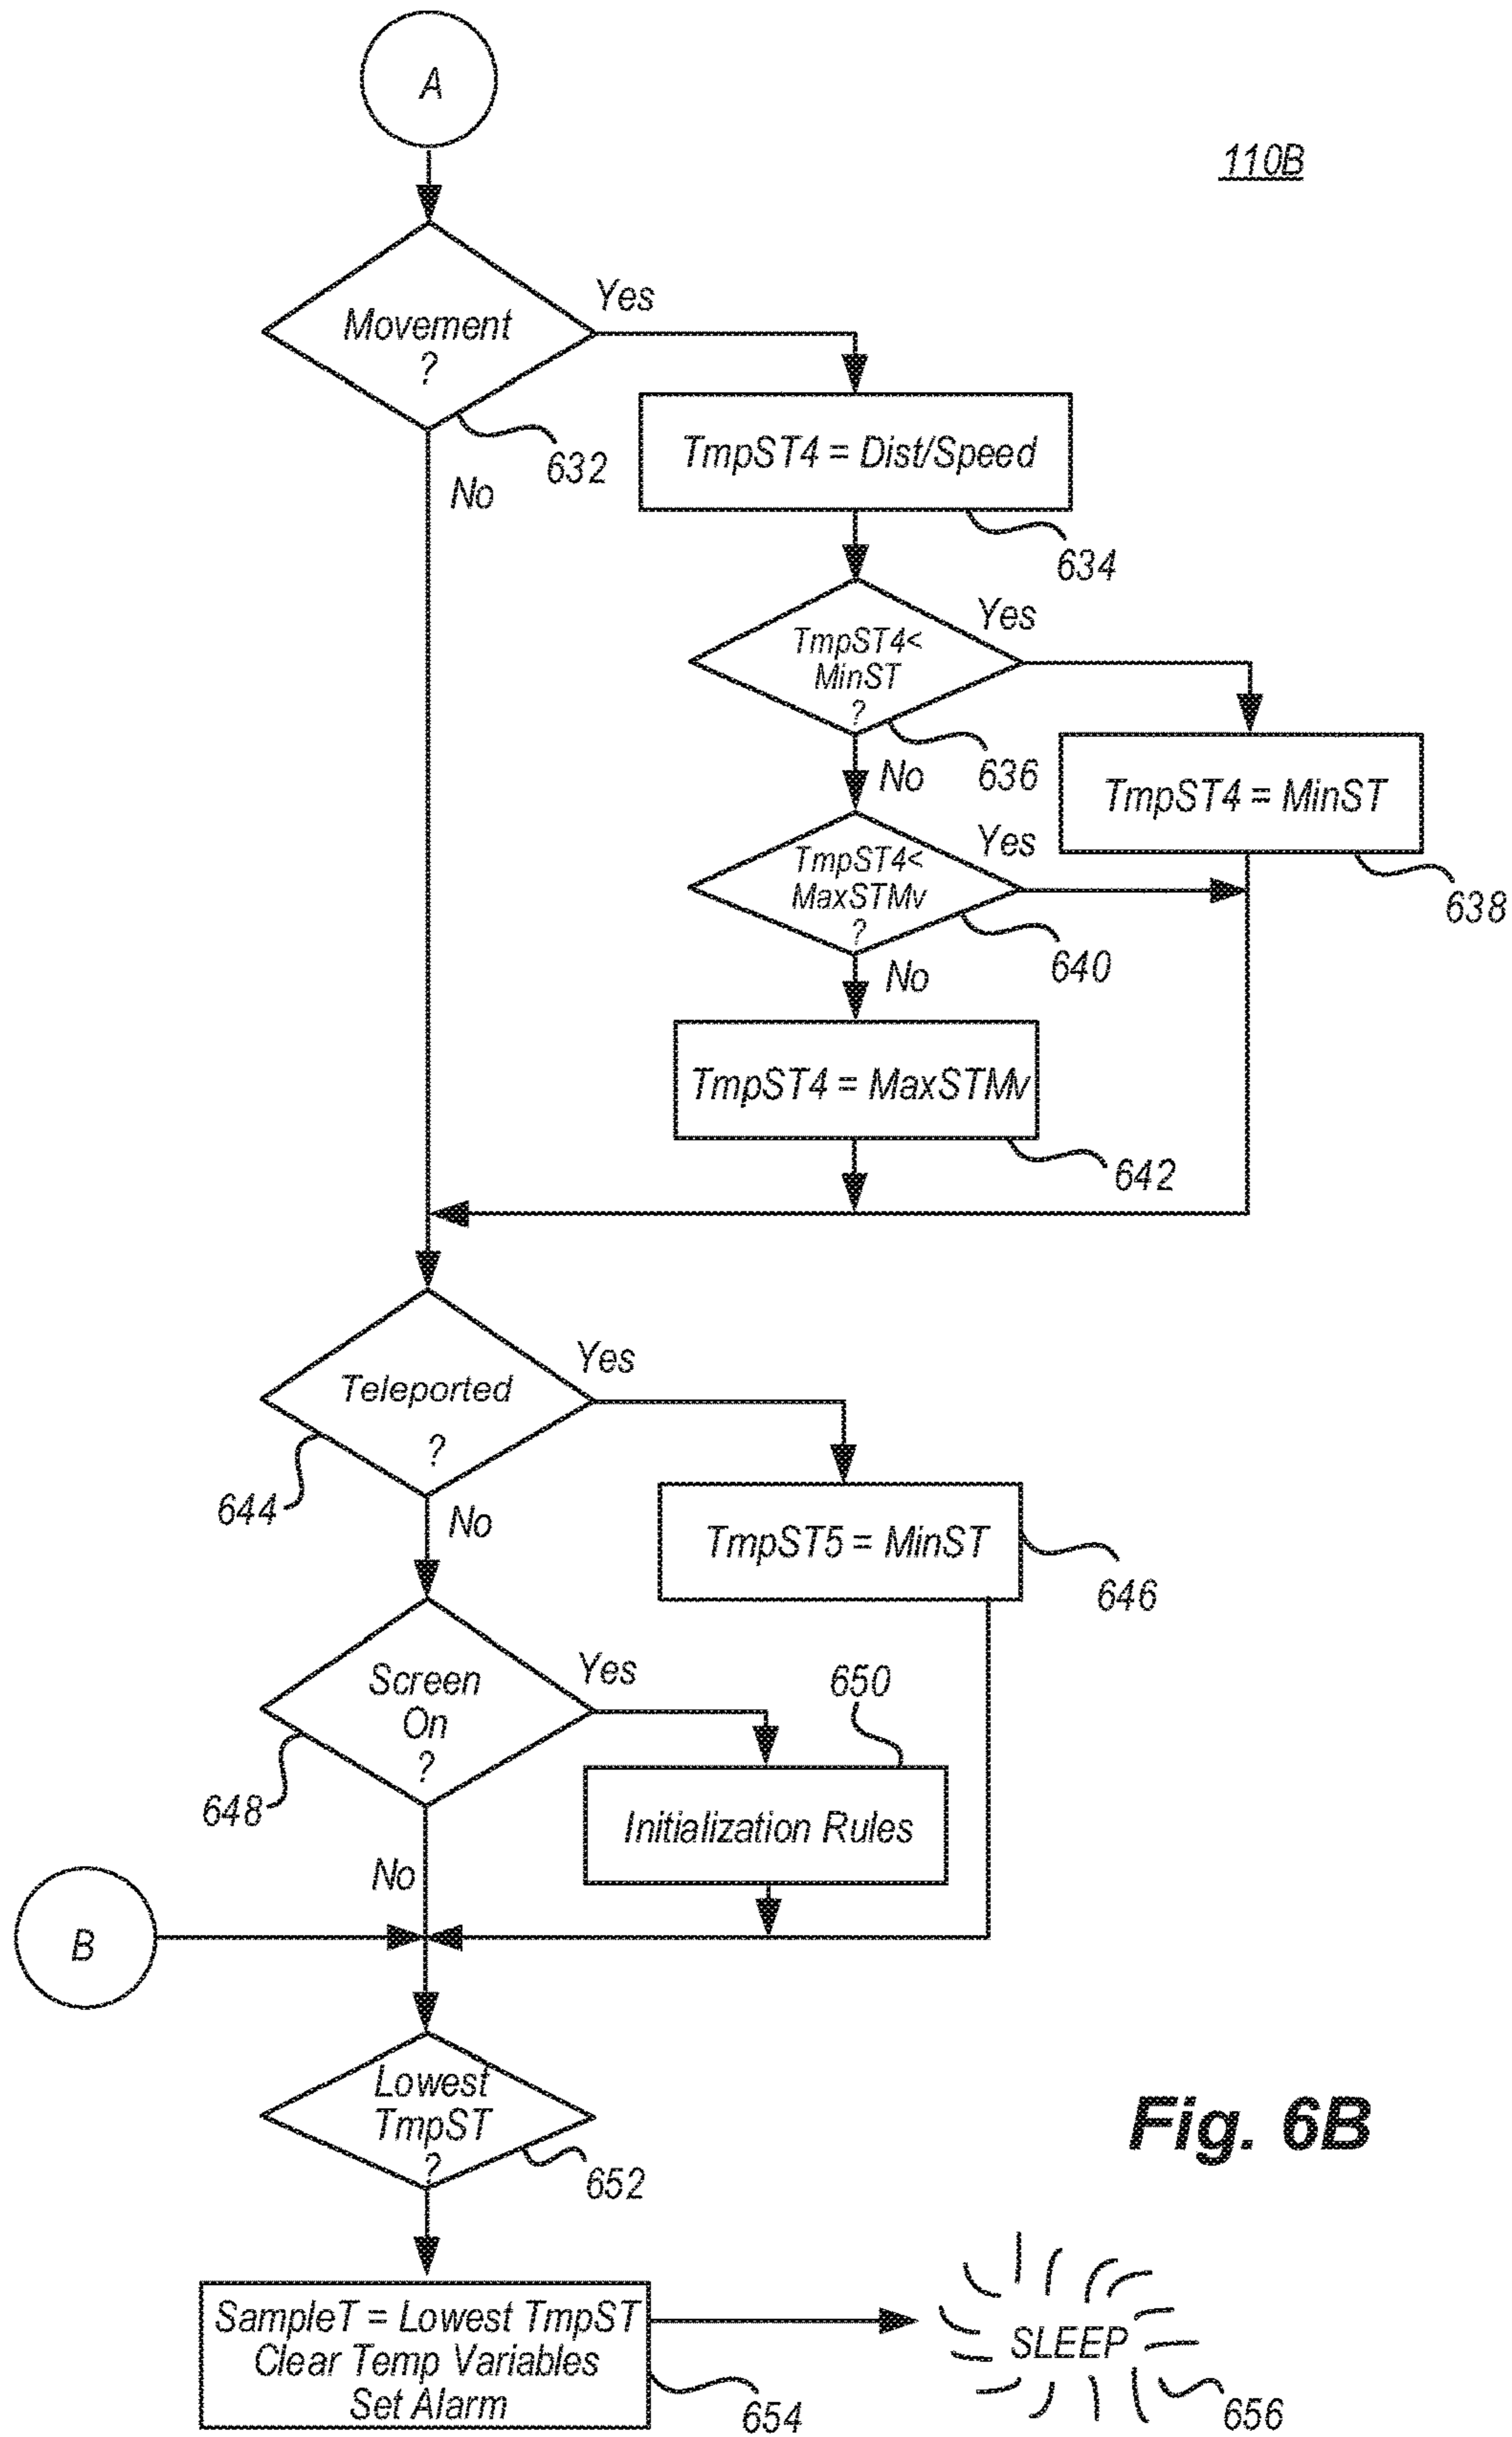 A
110B
Movement
?
Yes
632
No
TmpST4 = Dist/Speed
634
TmpST4<
MinST
?
Yes
636
No
TmpST4 = MinST
638
TmpST4<
MaxSTMv
?
Yes
640
No
TmpST4 = MaxSTMv
642
Teleported
?
Yes
644
No
TmpST5 = MinST
646
Screen
On
?
Yes
650
648
Initialization Rules
No
B
Lowest
TmpST
?
652
Fig. 6B
SampleT = Lowest TmpST
Clear Temp Variables
Set Alarm
654
SLEEP
656